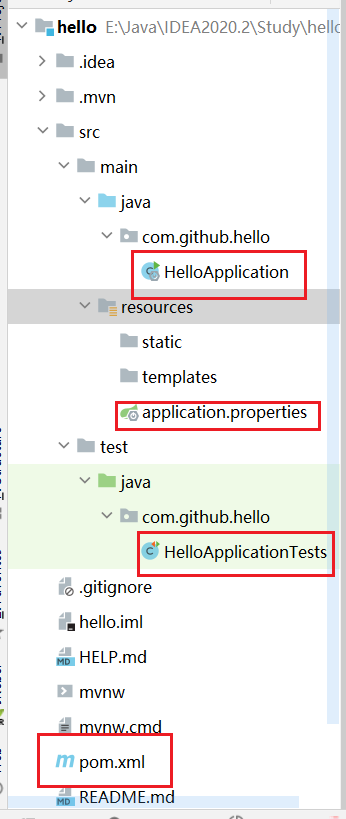 hello E:\Java\IDEA2020.2\Study\hello
.idea
.mvn
src
main
java
com.github.hello
HelloApplication
resources
static
templates
application.properties
test
java
com.github.hello
HelloApplicationTests
.gitignore
hello.iml
HELP.md
mvnw
mvnw.cmd
pom.xml
README.md